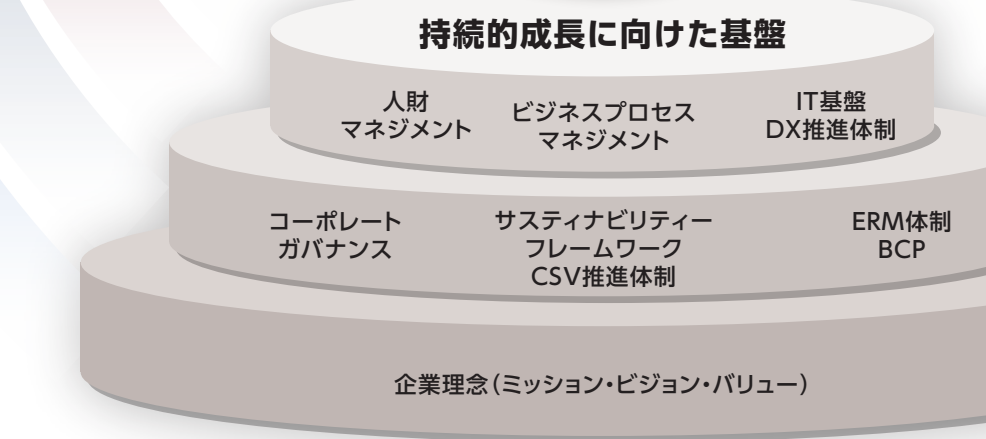 持続的成長に向けた基盤
人財
マネジメント
ビジネスプロセス
マネジメント
IT基盤
DX推進体制
コーポレート
ガバナンス
サスティナビリティー
フレームワーク
CSV推進体制
ERM体制
BCP
企業理念（ミッション・ビジョン・バリュー）